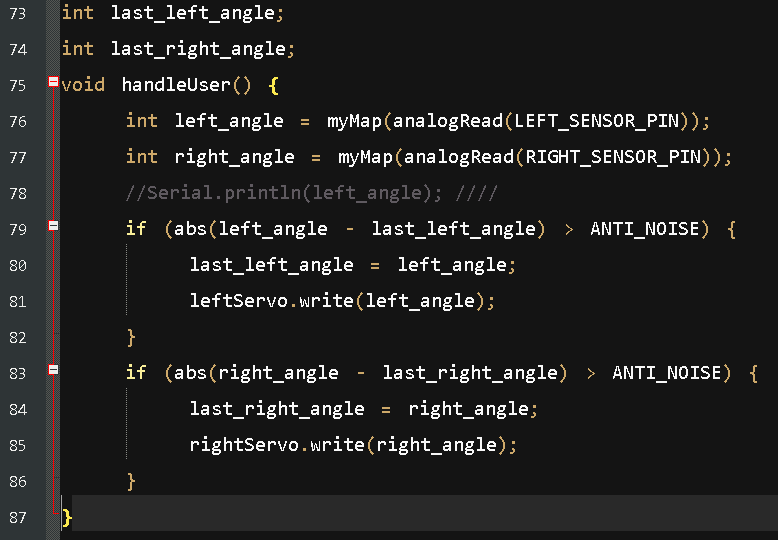 73 int last_left_angle;
74 int last_right_angle;
75 void handleUser() {
76 int left_angle = myMap(analogRead(LEFT_SENSOR_PIN));
77 int right_angle = myMap(analogRead(RIGHT_SENSOR_PIN));
78 //Serial.println(left_angle); ////
79 if (abs(left_angle - last_left_angle) > ANTI_NOISE) {
80 last_left_angle = left_angle;
81 leftServo.write(left_angle);
82 }
83 if (abs(right_angle - last_right_angle) > ANTI_NOISE) {
84 last_right_angle = right_angle;
85 rightServo.write(right_angle);
86 }
87 }